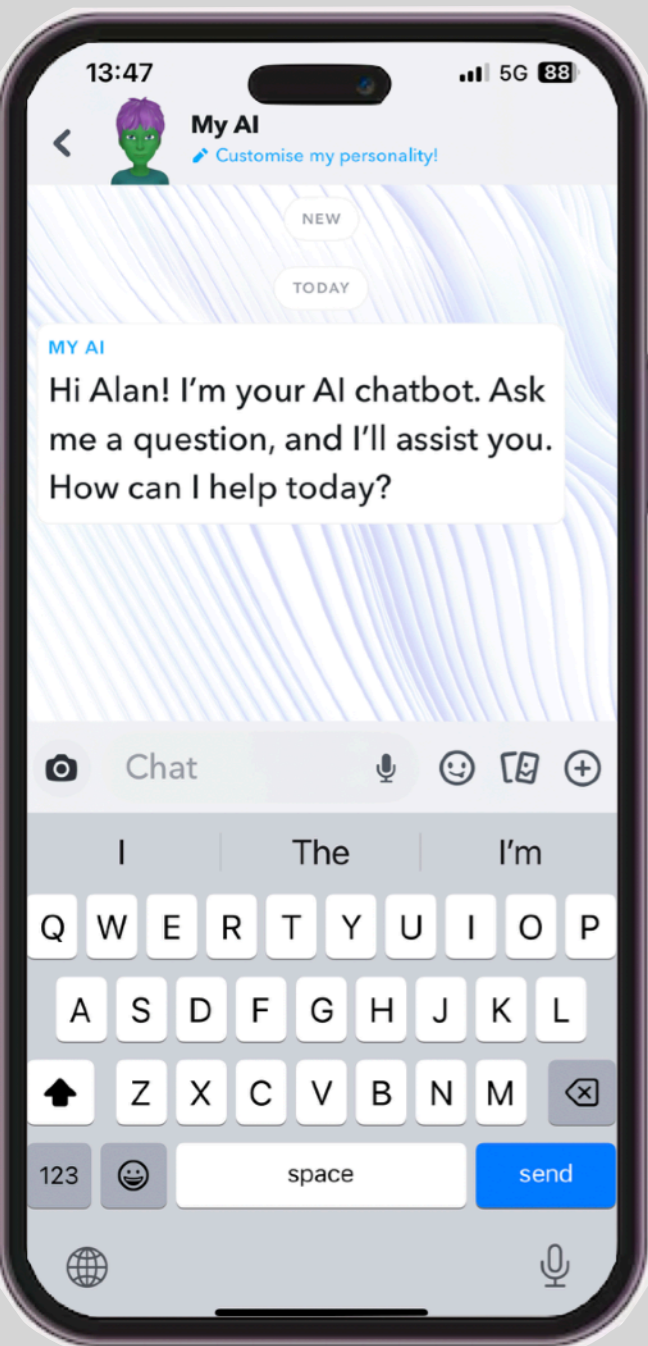 13:47 5G 88
My AI
Customise my personality!
NEW
TODAY
MY AI
Hi Alan! I'm your AI chatbot. Ask
me a question, and I'll assist you.
How can I help today?
Chat
I The I'm
Q W E R T Y U I O P
A S D F G H J K L
Z X C V B N M
123 space send